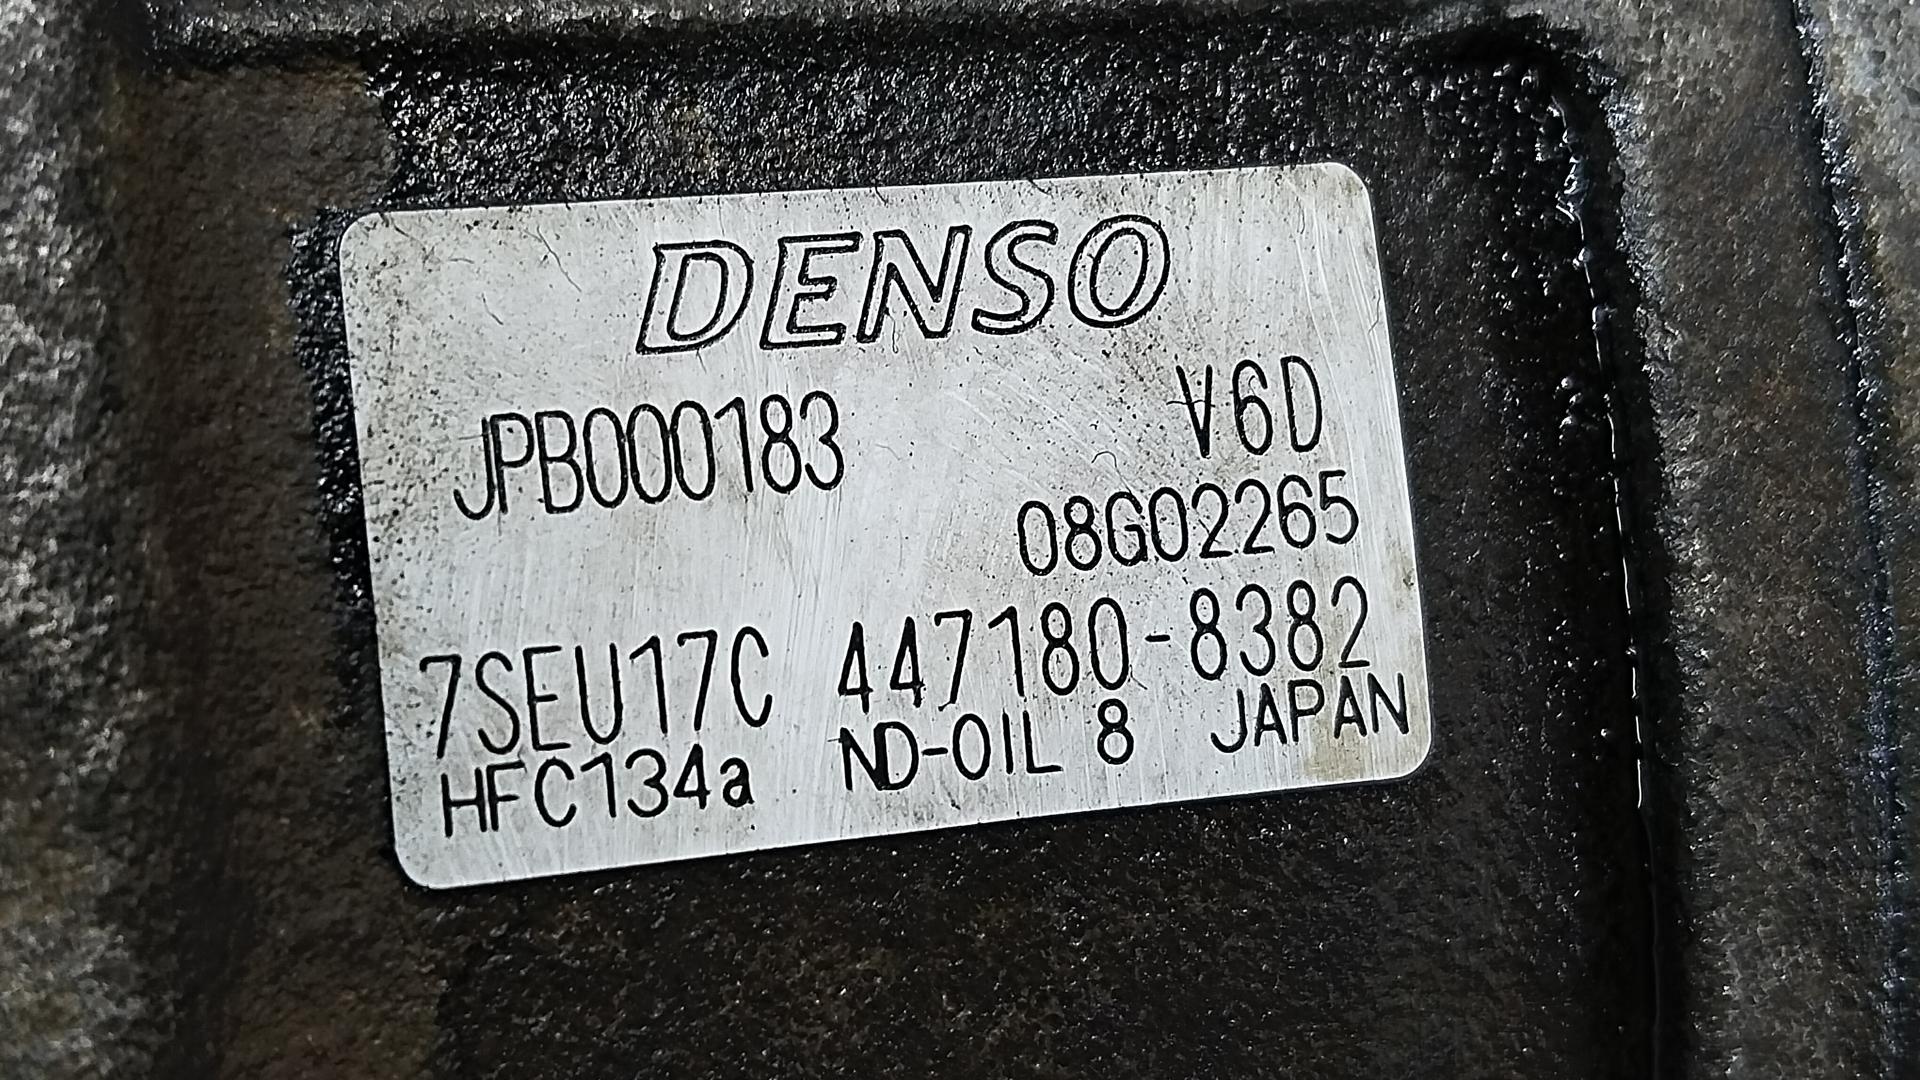 DENSO
JPB000183 V6D
08G02265
7SEU17C 447180-8382
HFC134a ND-OIL 8 JAPAN